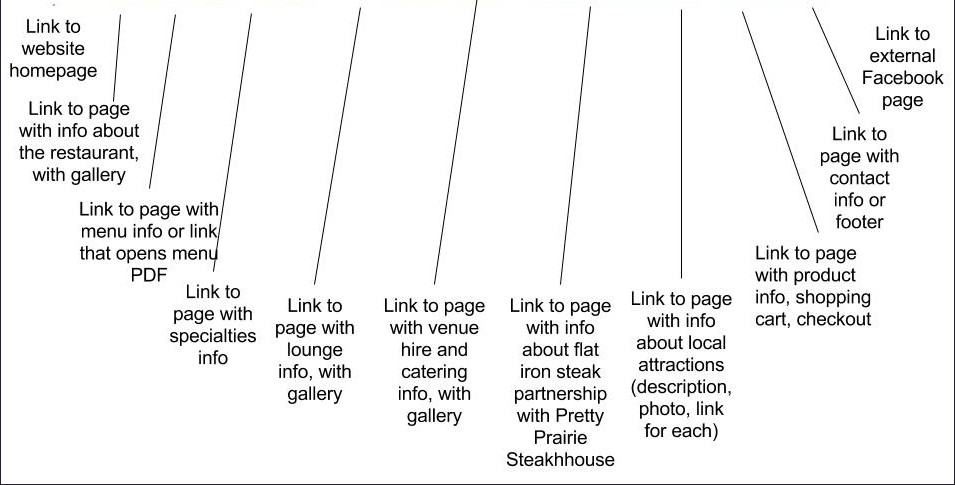 Link to
website
homepage
Link to page
with info about
the restaurant,
with gallery
Link to page with
menu info or link
that opens menu
PDF
Link to
page with
specialties
info
Link to
page with
lounge
info, with
gallery
Link to page
with venue
hire and
catering
info, with
gallery
Link to page
with info
about flat
iron steak
partnership
with Pretty
Prairie
Steakhhouse
Link to page
with info
about local
attractions
(description,
photo, link
for each)
Link to page
with product
info, shopping
cart, checkout
Link to
page with
contact
info or
footer
Link to
external
Facebook
page